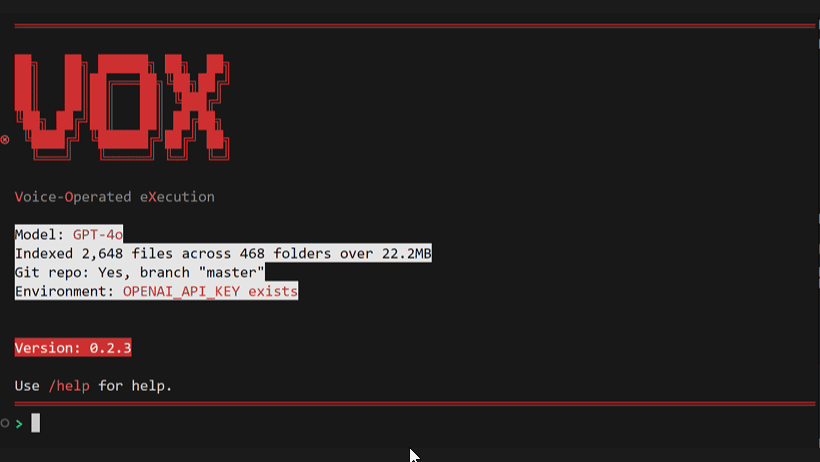 VOX
Voice-Operated eXecution
Model: GPT-4o
Indexed 2,648 files across 468 folders over 22.2MB
Git repo: Yes, branch "master"
Environment: OPENAI_API_KEY exists
Version: 0.2.3
Use /help for help.
>